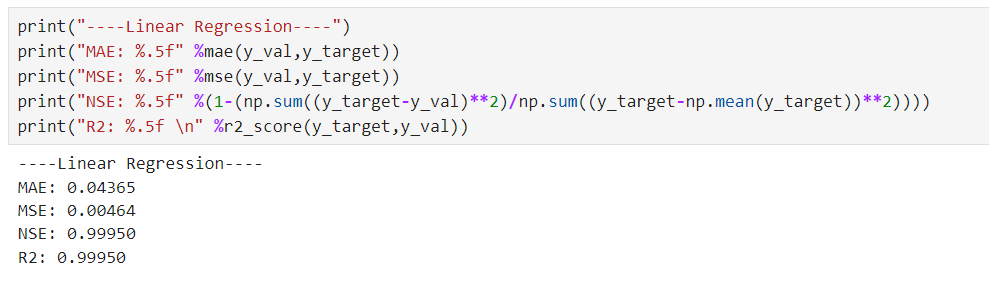 print("----Linear Regression----")
print("MAE: %.5f" %mae(y_val,y_target))
print("MSE: %.5f" %mse(y_val,y_target))
print("NSE: %.5f" %(1-(np.sum((y_target-y_val)**2)/np.sum((y_target-np.mean(y_target))**2))))
print("R2: %.5f \n" %r2_score(y_target,y_val))
----Linear Regression----
MAE: 0.04365
MSE: 0.00464
NSE: 0.99950
R2: 0.99950